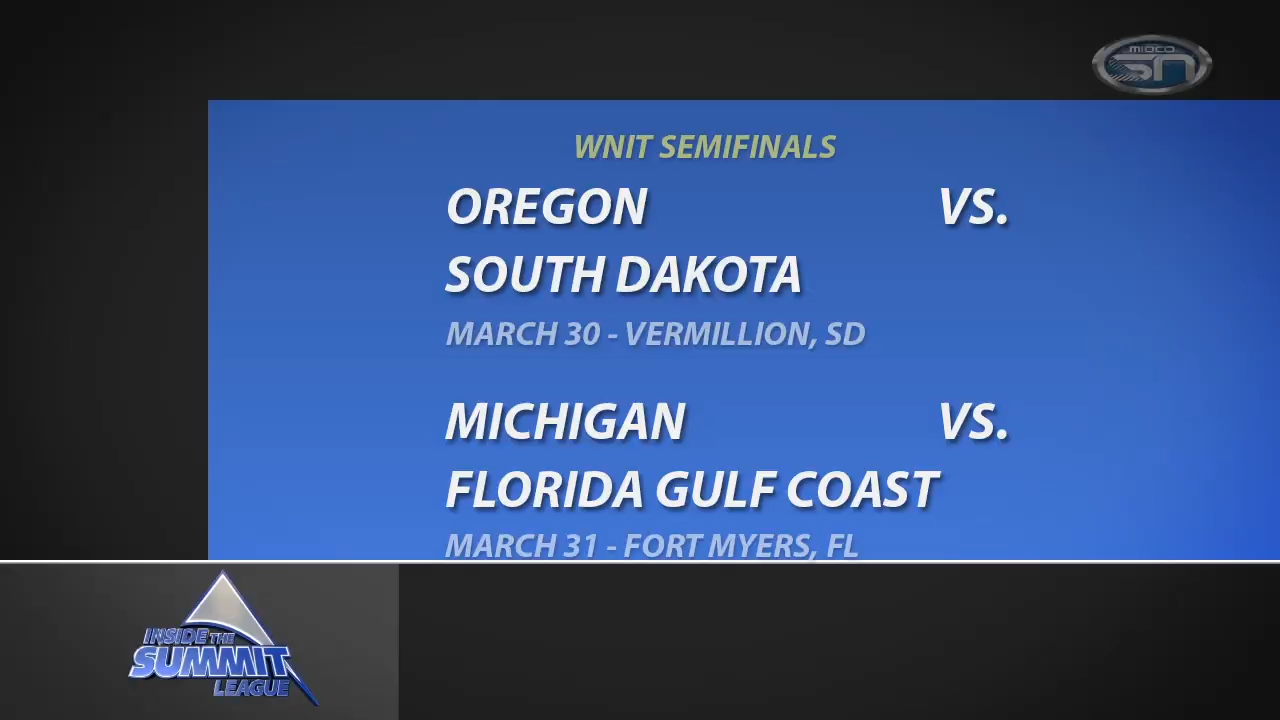 MIDCO
SN
WNIT SEMIFINALS
OREGON VS.
SOUTH DAKOTA
MARCH 30 - VERMILLION, SD
MICHIGAN VS.
FLORIDA GULF COAST
MARCH 31 - FORT MYERS, FL
INSIDE THE
SUMMIT
LEAGUE